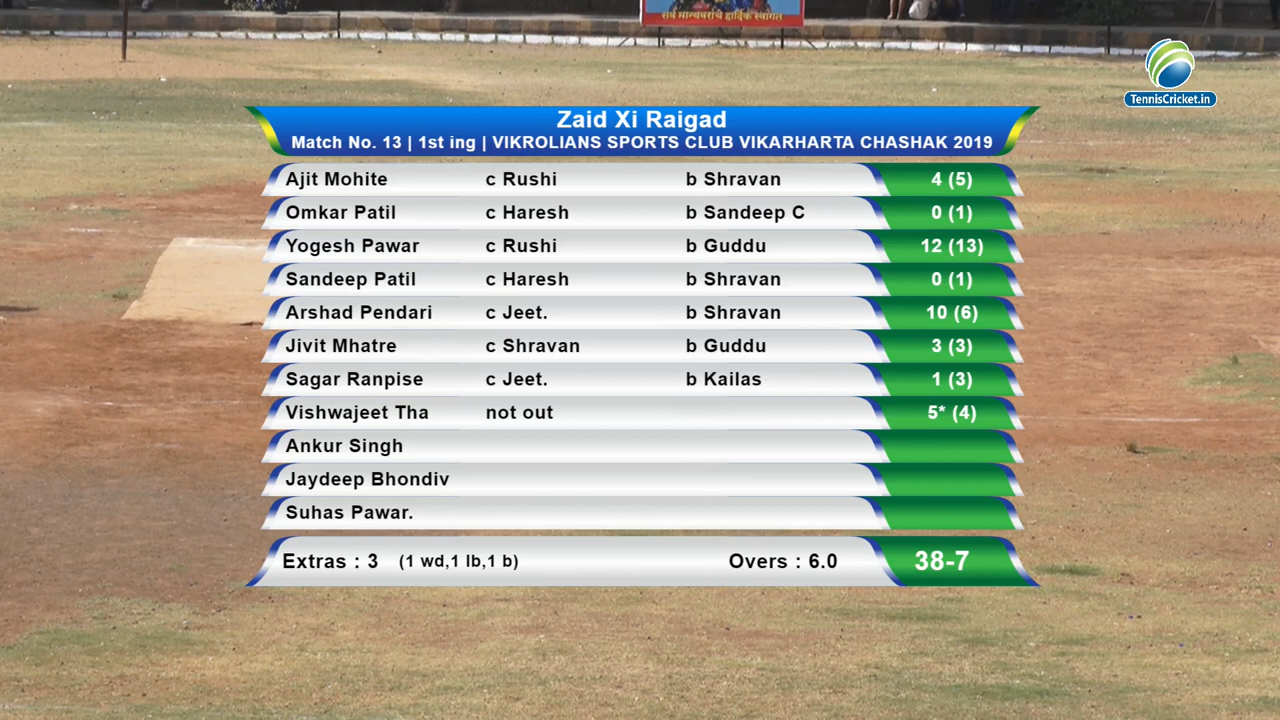 सर्व मान्यवरांचे हार्दिक स्वागत
TennisCricket.in
Zaid Xi Raigad
Match No. 13 | 1st ing | VIKROLIANS SPORTS CLUB VIKARHARTA CHASHAK 2019
Ajit Mohite c Rushi b Shravan 4 (5)
Omkar Patil c Haresh b Sandeep C 0 (1)
Yogesh Pawar c Rushi b Guddu 12 (13)
Sandeep Patil c Haresh b Shravan 0 (1)
Arshad Pendari c Jeet. b Shravan 10 (6)
Jivit Mhatre c Shravan b Guddu 3 (3)
Sagar Ranpise c Jeet. b Kailas 1 (3)
Vishwajeet Tha not out 5* (4)
Ankur Singh
Jaydeep Bhondiv
Suhas Pawar.
Extras : 3 (1 wd,1 lb,1 b) Overs : 6.0 38-7